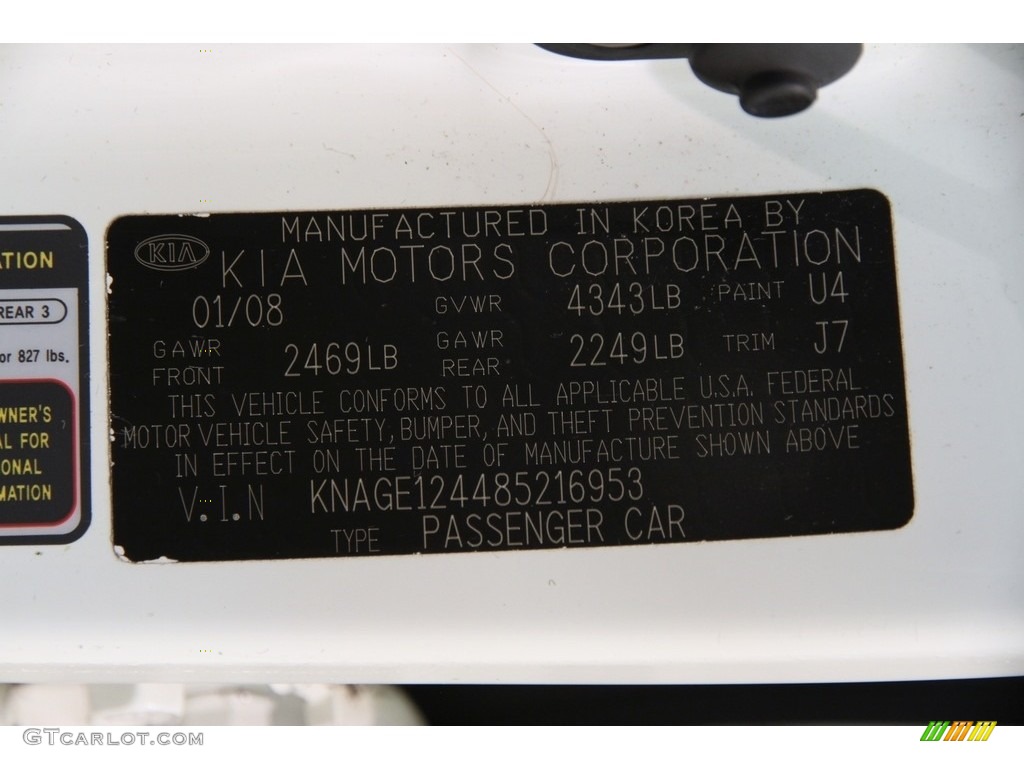 ATION
REAR 3
or 827 lbs.
WNER'S
AL FOR
ONAL
MATION
MANUFACTURED IN KOREA BY
KIA KIA MOTORS CORPORATION
01/08 GVWR 4343LB PAINT U4
GAWR FRONT 2469LB GAWR REAR 2249LB TRIM J7
THIS VEHICLE CONFORMS TO ALL APPLICABLE U.S.A. FEDERAL
MOTOR VEHICLE SAFETY, BUMPER, AND THEFT PREVENTION STANDARDS
IN EFFECT ON THE DATE OF MANUFACTURE SHOWN ABOVE
V.I.N KNAGE124485216953
TYPE PASSENGER CAR
GTCARLOT.COM